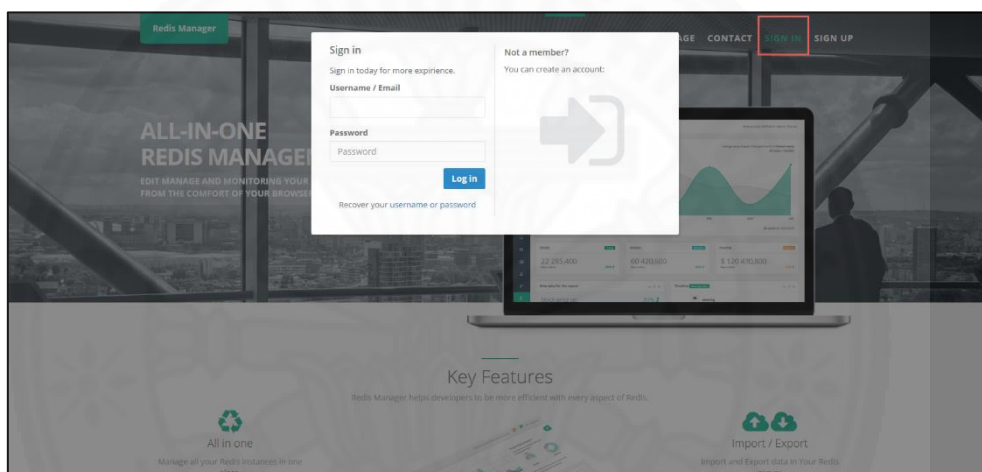 Redis Manager
AGE CONTACT SIGN IN SIGN UP
Sign in
Sign in today for more expirience.
Username / Email
Password
Password
Log in
Recover your username or password
Not a member?
You can create an account:
ALL-IN-ONE
REDIS MANAGE
EDIT MANAGE AND MONITORING YOUR
FROM THE COMFORT OF YOUR BROWSER
22 285,400
60 420,600
$ 120 430,800
Key Features
Redis Manager helps developers to be more efficient with every aspect of Redis.
All in one
Manage all your Redis instances in one
Import / Export
Import and Export data in Your Redis